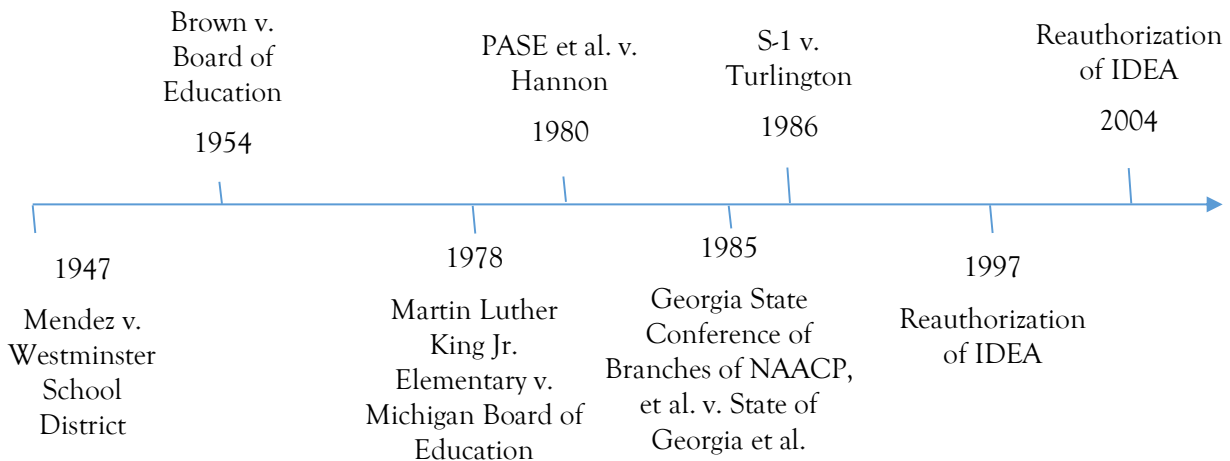 Brown v.
Board of
Education
1954
PASE et al. v.
Hannon
1980
S-1 v.
Turlington
1986
Reauthorization
of IDEA
2004
1947
Mendez v.
Westminster
School
District
1978
Martin Luther
King Jr.
Elementary v.
Michigan Board of
Education
1985
Georgia State
Conference of
Branches of NAACP,
et al. v. State of
Georgia et al.
1997
Reauthorization
of IDEA